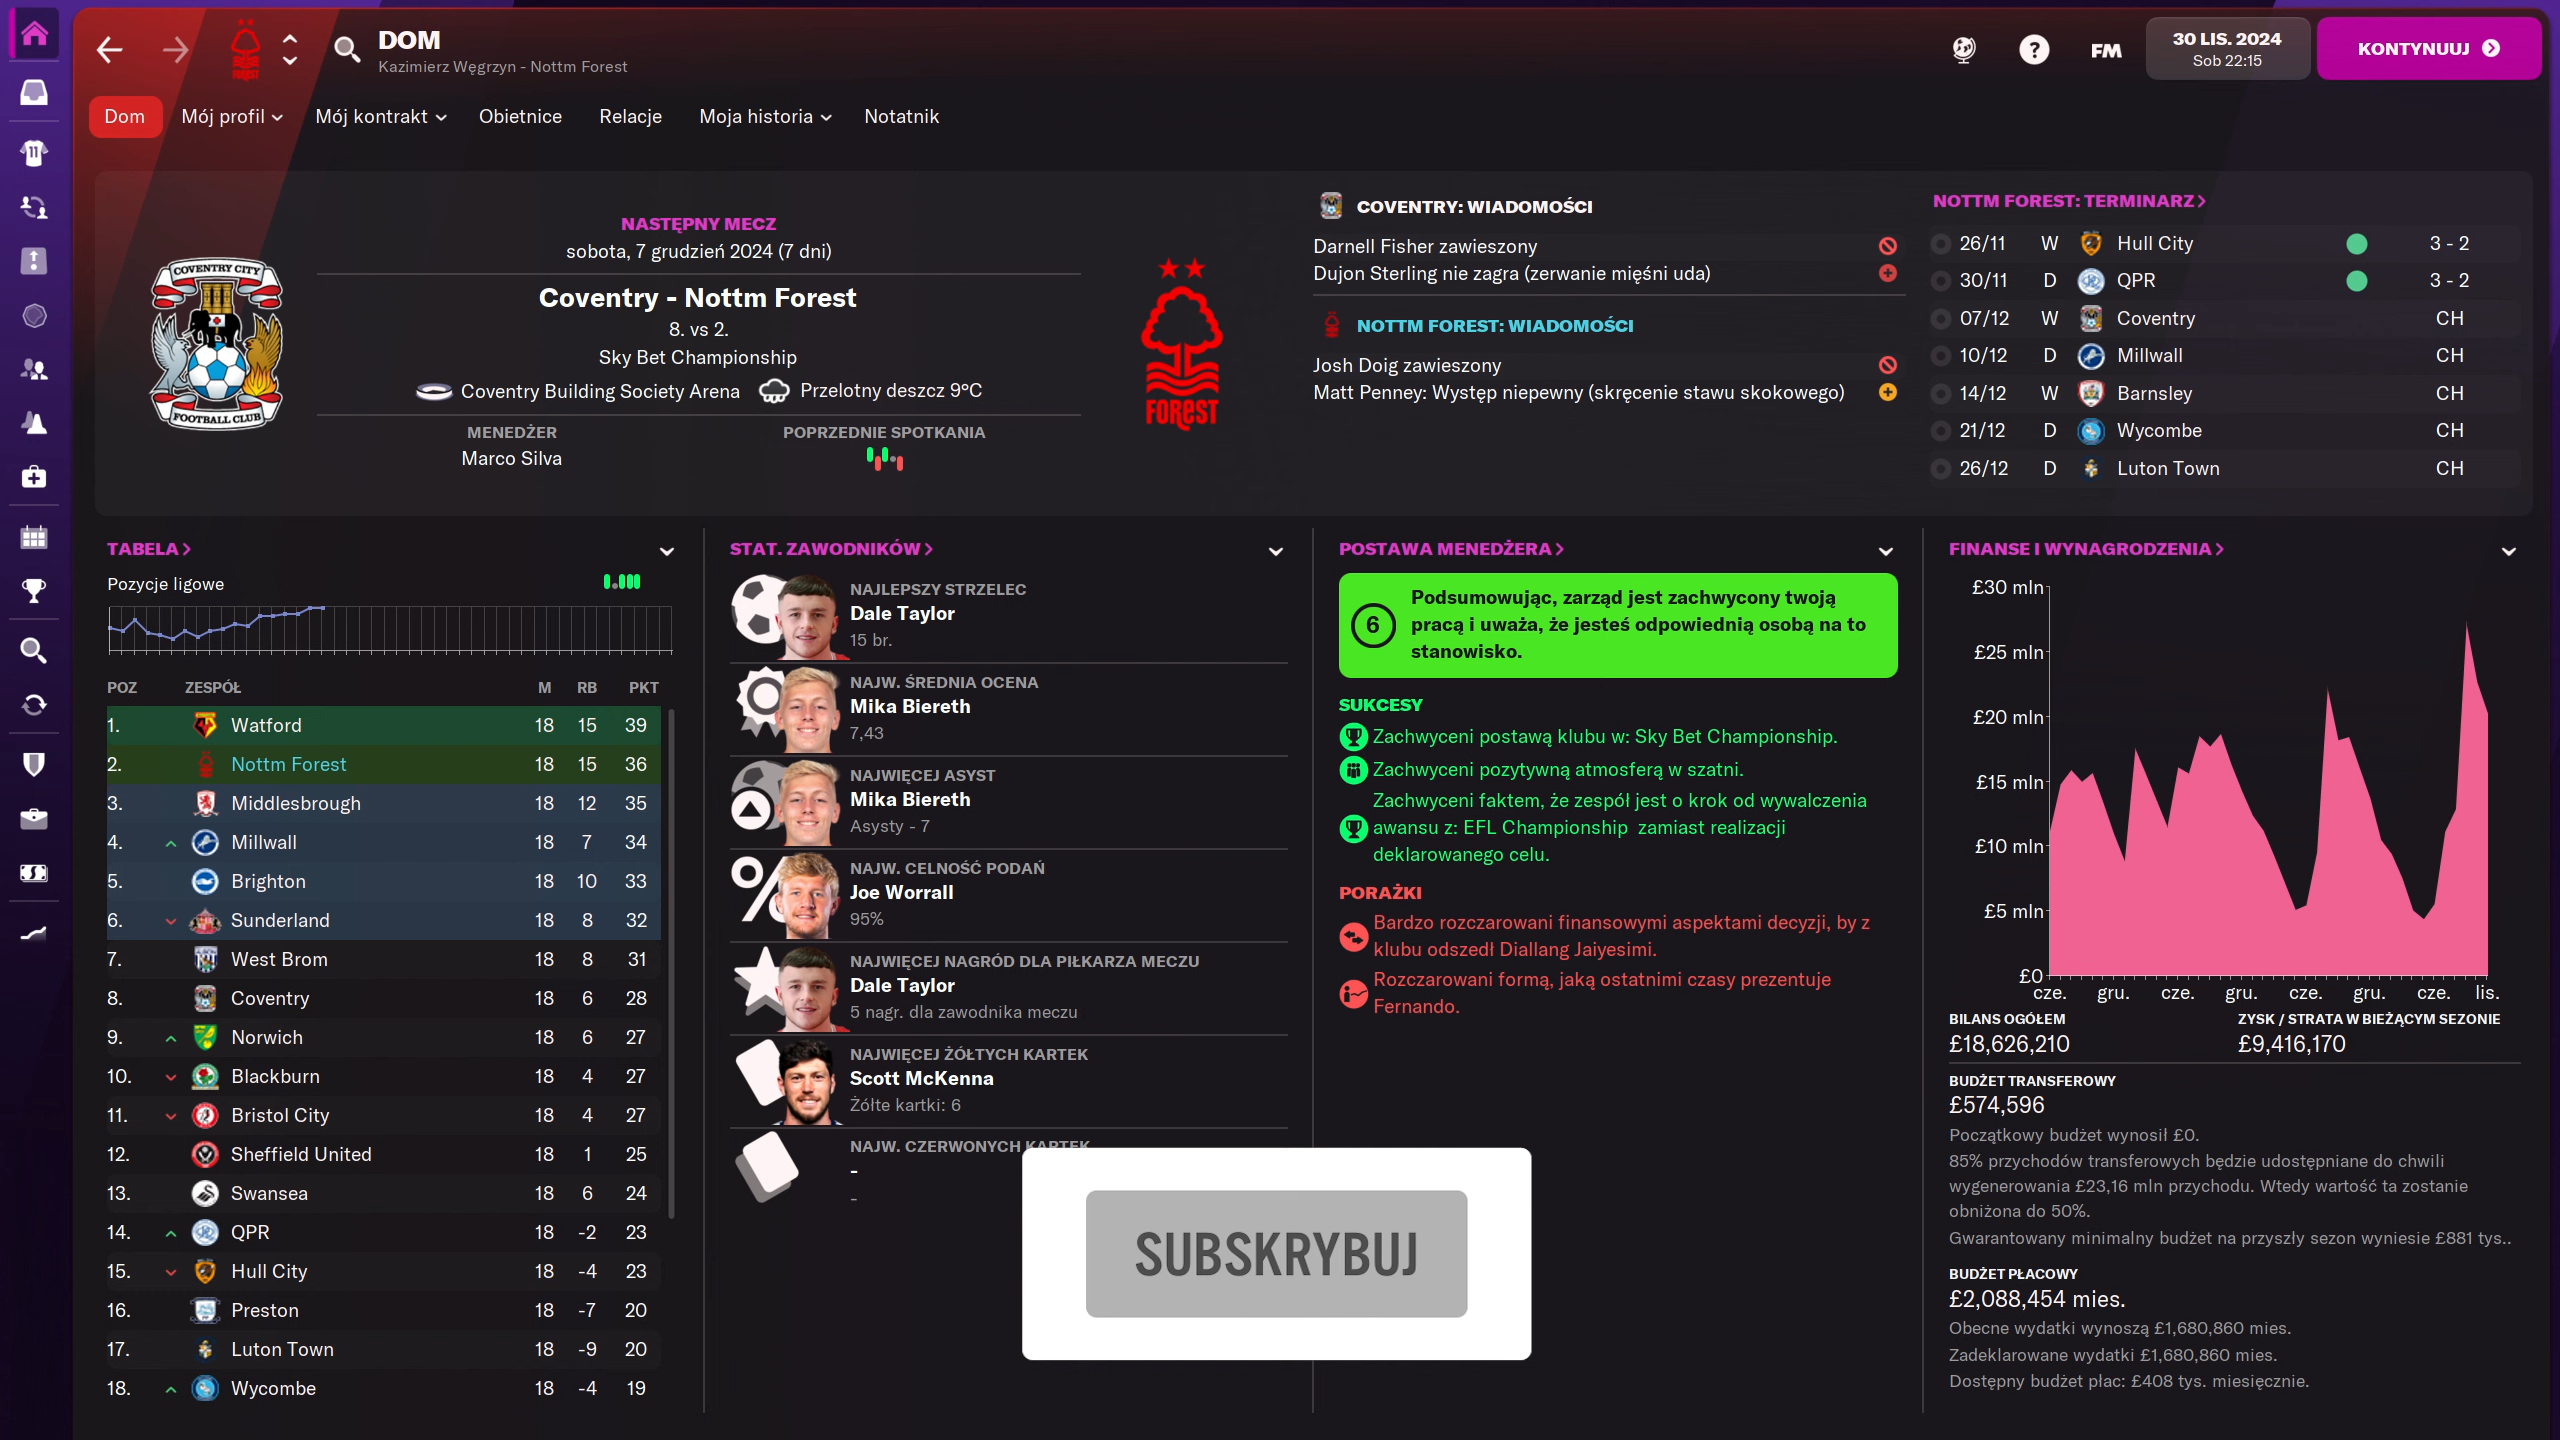 DOM
Kazimierz Węgrzyn - Nottm Forest
FM
30 LIS. 2024
Sob 22:15
KONTYNUUJ
Dom
Mój profil
Mój kontrakt
Obietnice
Relacje
Moja historia
Notatnik
NASTĘPNY MECZ
sobota, 7 grudzień 2024 (7 dni)
Coventry - Nottm Forest
8. vs 2.
Sky Bet Championship
Coventry Building Society Arena
Przelotny deszcz 9°C
MENEDŻER
Marco Silva
POPRZEDNIE SPOTKANIA
COVENTRY CITY
FOOTBALL CLUB
FOREST
COVENTRY: WIADOMOŚCI
Darnell Fisher zawieszony
Dujon Sterling nie zagra (zerwanie mięśni uda)
NOTTM FOREST: WIADOMOŚCI
Josh Doig zawieszony
Matt Penney: Występ niepewny (skręcenie stawu skokowego)
NOTTM FOREST: TERMINARZ
26/11 W Hull City 3 - 2
30/11 D QPR 3 - 2
07/12 W Coventry CH
10/12 D Millwall CH
14/12 W Barnsley CH
21/12 D Wycombe CH
26/12 D Luton Town CH
TABELA
Pozycje ligowe
POZ ZESPÓŁ M RB PKT
1. Watford 18 15 39
2. Nottm Forest 18 15 36
3. Middlesbrough 18 12 35
4. Millwall 18 7 34
5. Brighton 18 10 33
6. Sunderland 18 8 32
7. West Brom 18 8 31
8. Coventry 18 6 28
9. Norwich 18 6 27
10. Blackburn 18 4 27
11. Bristol City 18 4 27
12. Sheffield United 18 1 25
13. Swansea 18 6 24
14. QPR 18 -2 23
15. Hull City 18 -4 23
16. Preston 18 -7 20
17. Luton Town 18 -9 20
18. Wycombe 18 -4 19
STAT. ZAWODNIKÓW
NAJLEPSZY STRZELEC
Dale Taylor
15 br.
NAJW. ŚREDNIA OCENA
Mika Biereth
7,43
NAJWIĘCEJ ASYST
Mika Biereth
Asysty - 7
NAJW. CELNOŚĆ PODAŃ
Joe Worrall
95%
NAJWIĘCEJ NAGRÓD DLA PIŁKARZA MECZU
Dale Taylor
5 nagr. dla zawodnika meczu
NAJWIĘCEJ ŻÓŁTYCH KARTEK
Scott McKenna
Żółte kartki: 6
NAJW. CZERWONYCH KARTEK
-
-
POSTAWA MENEDŻERA
6
Podsumowując, zarząd jest zachwycony twoją
pracą i uważa, że jesteś odpowiednią osobą na to
stanowisko.
SUKCESY
Zachwyceni postawą klubu w: Sky Bet Championship.
Zachwyceni pozytywną atmosferą w szatni.
Zachwyceni faktem, że zespół jest o krok od wywalczenia
awansu z: EFL Championship zamiast realizacji
deklarowanego celu.
PORAŻKI
Bardzo rozczarowani finansowymi aspektami decyzji, by z
klubu odszedł Diallang Jaiyesimi.
Rozczarowani formą, jaką ostatnimi czasy prezentuje
Fernando.
FINANSE I WYNAGRODZENIA
£30 mln
£25 mln
£20 mln
£15 mln
£10 mln
£5 mln
£0
cze. gru. cze. gru. cze. gru. cze. lis.
BILANS OGÓŁEM
£18,626,210
ZYSK / STRATA W BIEŻĄCYM SEZONIE
£9,416,170
BUDŻET TRANSFEROWY
£574,596
Początkowy budżet wynosił £0.
85% przychodów transferowych będzie udostępniane do chwili
wygenerowania £23,16 mln przychodu. Wtedy wartość ta zostanie
obniżona do 50%.
Gwarantowany minimalny budżet na przyszły sezon wyniesie £881 tys..
BUDŻET PŁACOWY
£2,088,454 mies.
Obecne wydatki wynoszą £1,680,860 mies.
Zadeklarowane wydatki £1,680,860 mies.
Dostępny budżet płac: £408 tys. miesięcznie.
SUBSKRYBUJ